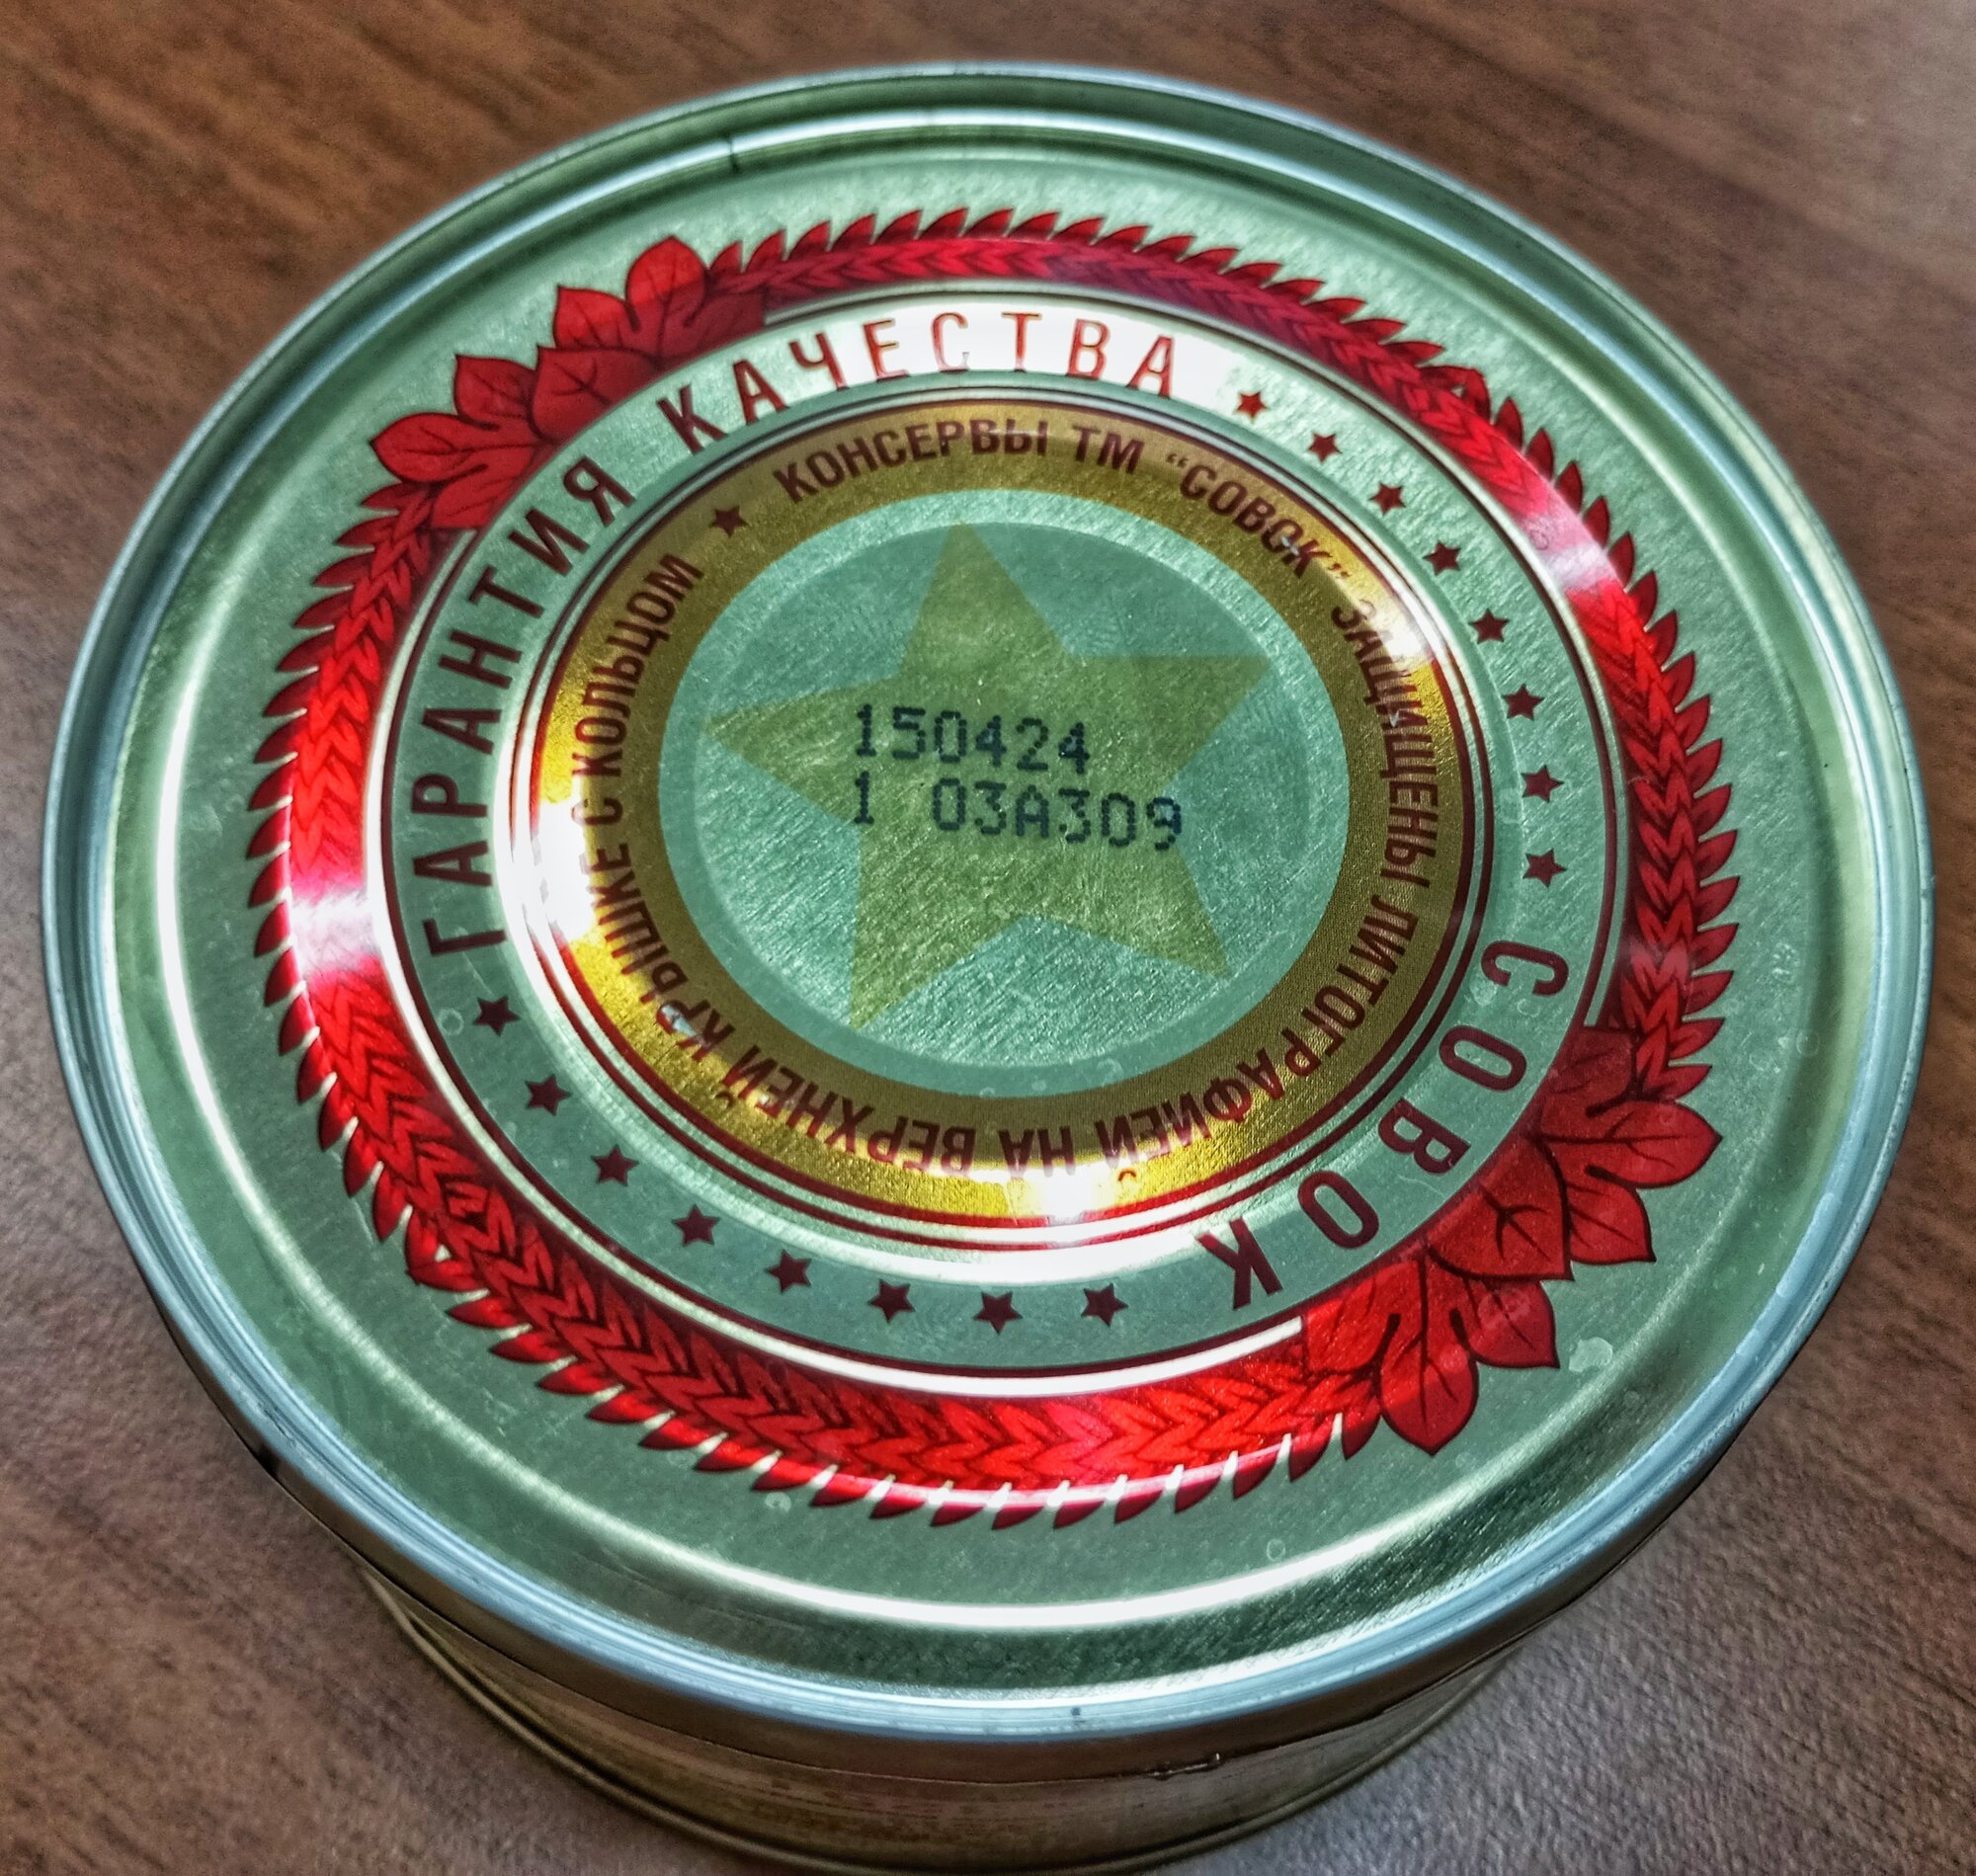 ГАРАНТИЯ КАЧЕСТВА
СОВОК
КОНСЕРВЫ ТМ “СОВОК” ЗАЩИЩЕНЫ ЛИТОГРАФИЕЙ НА ВЕРХНЕЙ КРЫШКЕ С КОЛЬЦОМ
150424
1 03А309